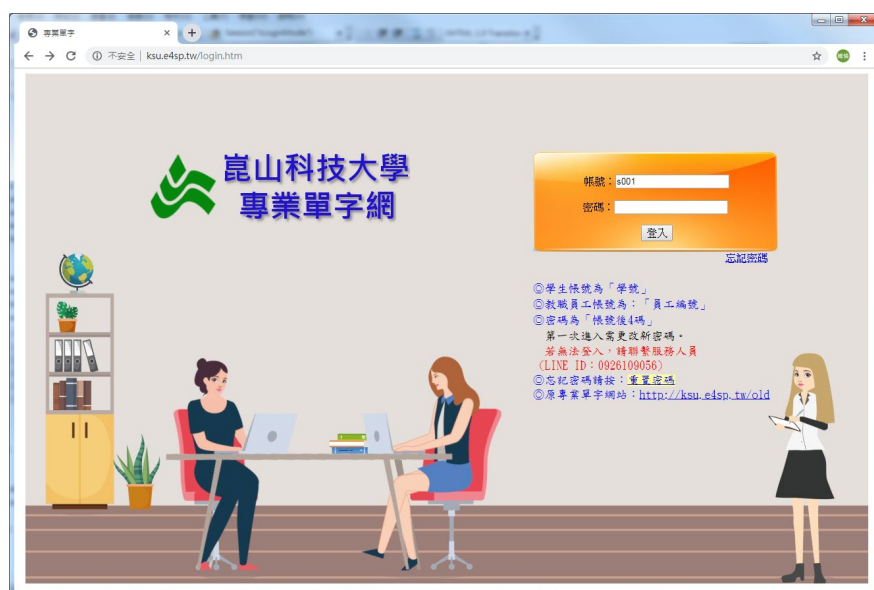 專業單字
不安全 | ksu.e4sp.tw/login.htm
崑山科技大學
專業單字網
帳號：s001
密碼：
登入
忘記密碼
◎學生帳號為「學號」
◎教職員工帳號為：「員工編號」
◎密碼為「帳號後4碼」
第一次進入需更改新密碼。
若無法登入，請聯繫服務人員
(LINE ID：0926109056)
◎忘記密碼請按：重置密碼
◎原專業單字網站：http://ksu.e4sp.tw/old